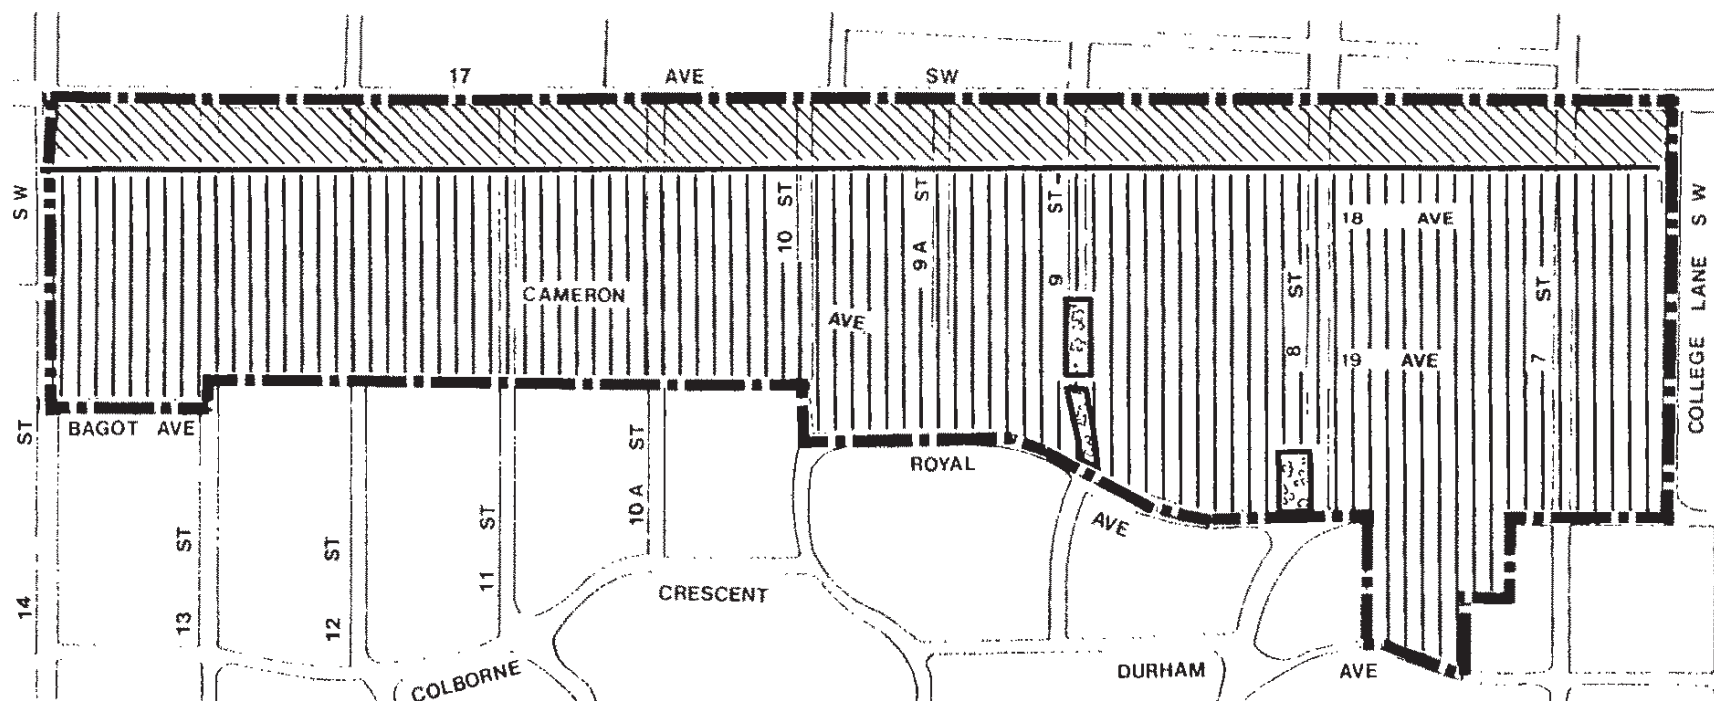 17 AVE SW
SW
10 ST
9A ST
9 ST
18 AVE
CAMERON AVE
8 ST
19 AVE
7 ST
COLLEGE LANE SW
BAGOT AVE
14 ST
13 ST
12 ST
11 ST
10A ST
ROYAL AVE
CRESCENT
COLBORNE
DURHAM AVE